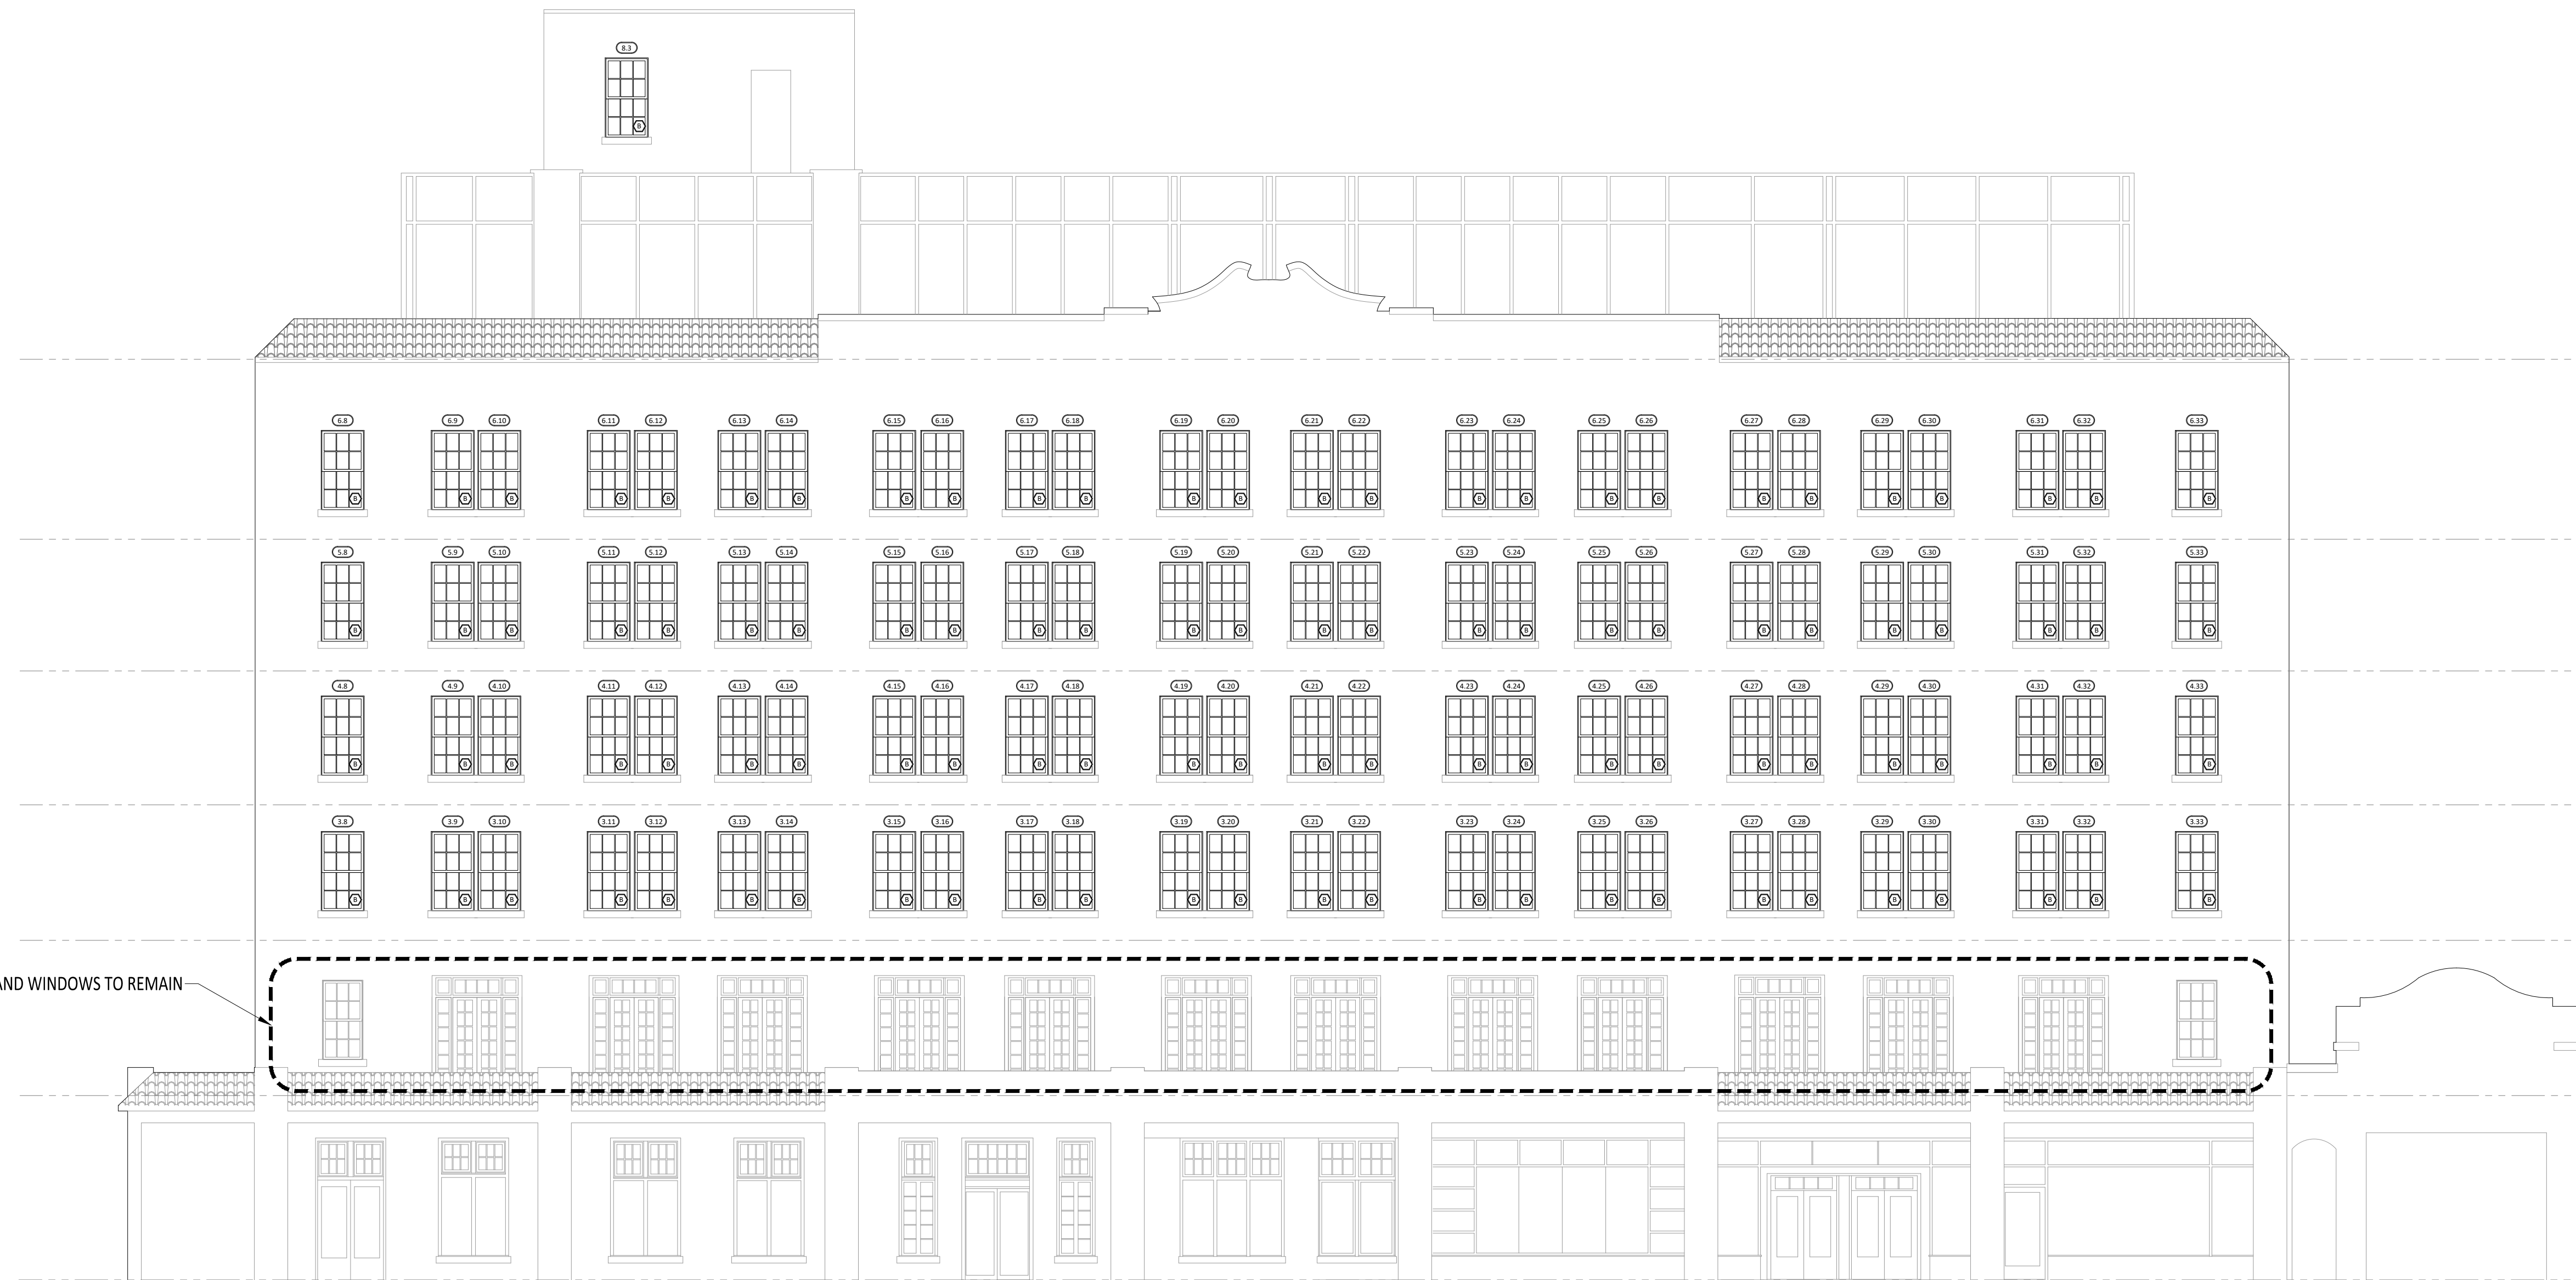 8.3
B
6.8 6.9 6.10 6.11 6.12 6.13 6.14 6.15 6.16 6.17 6.18 6.19 6.20 6.21 6.22 6.23 6.24 6.25 6.26 6.27 6.28 6.29 6.30 6.31 6.32 6.33
B B B B B B B B B B B B B B B B B B B B B B B B B B
5.8 5.9 5.10 5.11 5.12 5.13 5.14 5.15 5.16 5.17 5.18 5.19 5.20 5.21 5.22 5.23 5.24 5.25 5.26 5.27 5.28 5.29 5.30 5.31 5.32 5.33
B B B B B B B B B B B B B B B B B B B B B B B B B B
4.8 4.9 4.10 4.11 4.12 4.13 4.14 4.15 4.16 4.17 4.18 4.19 4.20 4.21 4.22 4.23 4.24 4.25 4.26 4.27 4.28 4.29 4.30 4.31 4.32 4.33
B B B B B B B B B B B B B B B B B B B B B B B B B B
3.8 3.9 3.10 3.11 3.12 3.13 3.14 3.15 3.16 3.17 3.18 3.19 3.20 3.21 3.22 3.23 3.24 3.25 3.26 3.27 3.28 3.29 3.30 3.31 3.32 3.33
B B B B B B B B B B B B B B B B B B B B B B B B B B
AND WINDOWS TO REMAIN